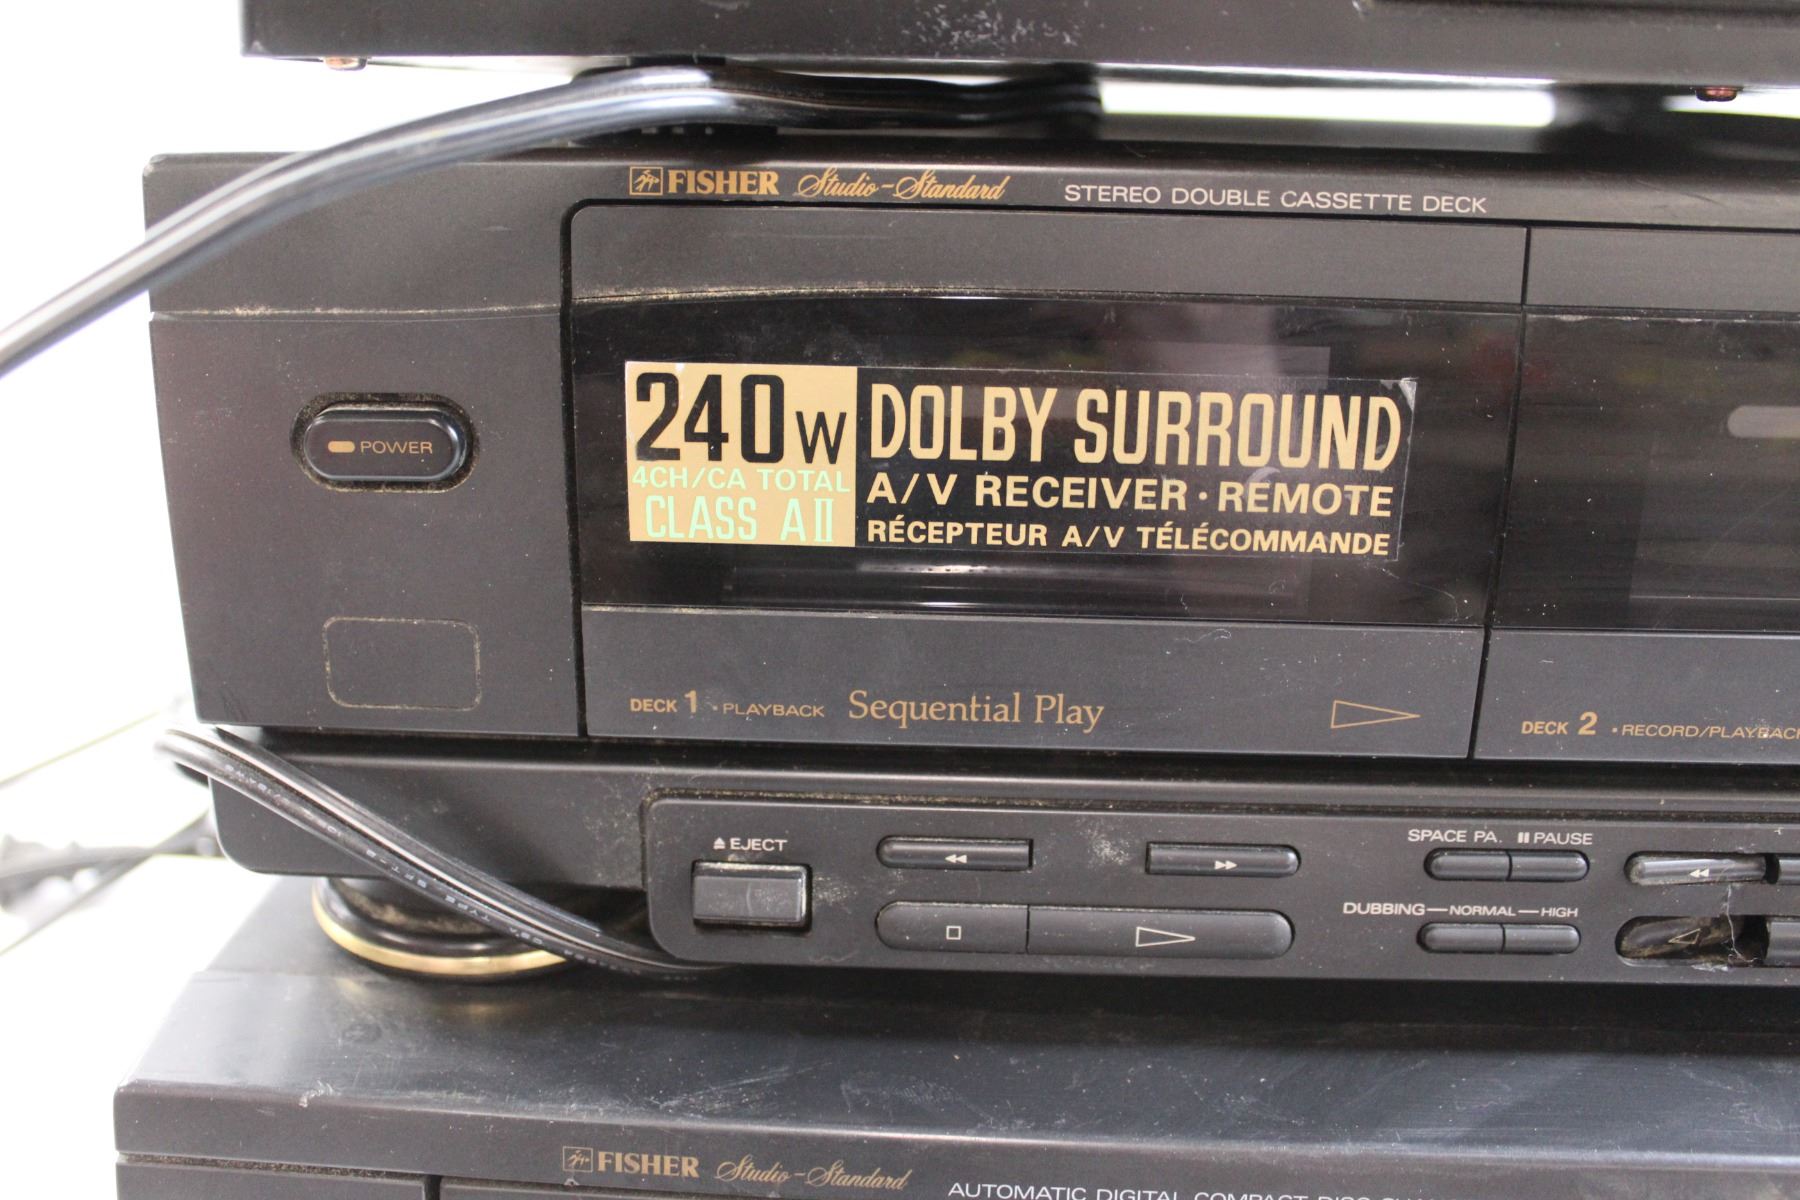 FISHER Studio-Standard STEREO DOUBLE CASSETTE DECK
POWER
240W
4CH/CA TOTAL
CLASS AII
DOLBY SURROUND
A/V RECEIVER · REMOTE
RÉCEPTEUR A/V TÉLÉCOMMANDE
DECK 1 • PLAYBACK Sequential Play
DECK 2 • RECORD/PLAYBACK
EJECT
SPACE PA. PAUSE
DUBBING—NORMAL—HIGH
FISHER Studio-Standard
AUTOMATIC DIGITAL COMPACT DISC